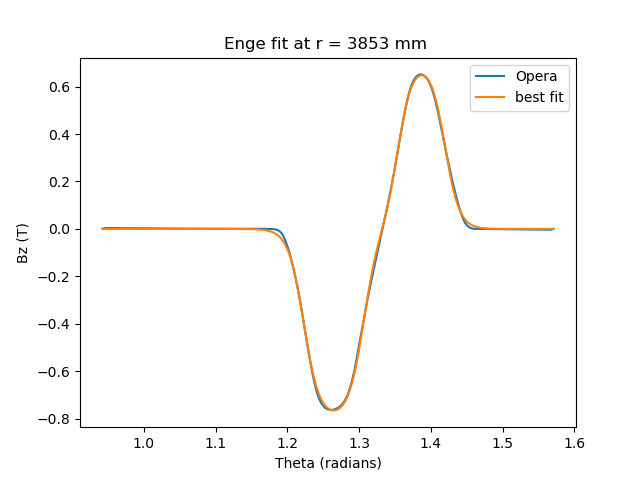 Enge fit at r = 3853 mm
Opera
best fit
0.6
0.4
0.2
0.0
−0.2
−0.4
−0.6
−0.8
Bz (T)
1.0 1.1 1.2 1.3 1.4 1.5 1.6
Theta (radians)